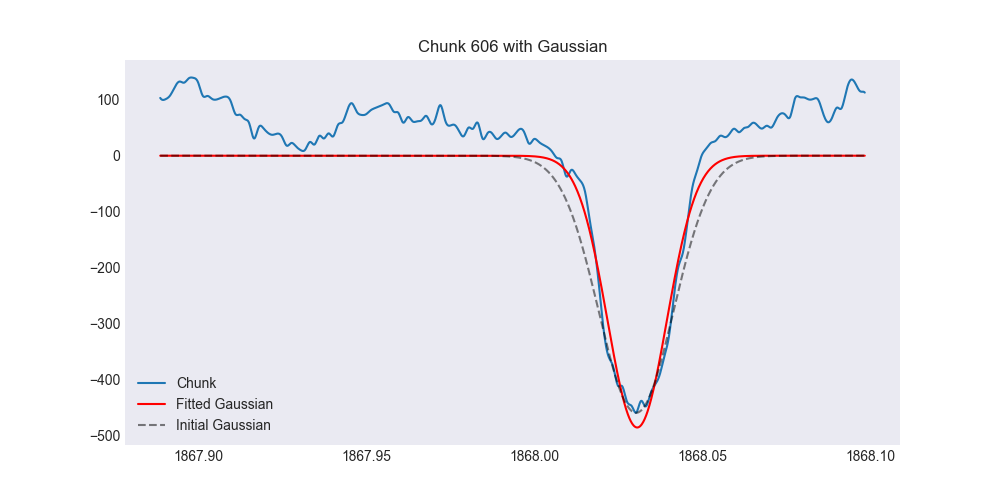 Chunk 606 with Gaussian
100
0
−100
−200
−300
−400
−500
Chunk
Fitted Gaussian
Initial Gaussian
1867.90 1867.95 1868.00 1868.05 1868.10